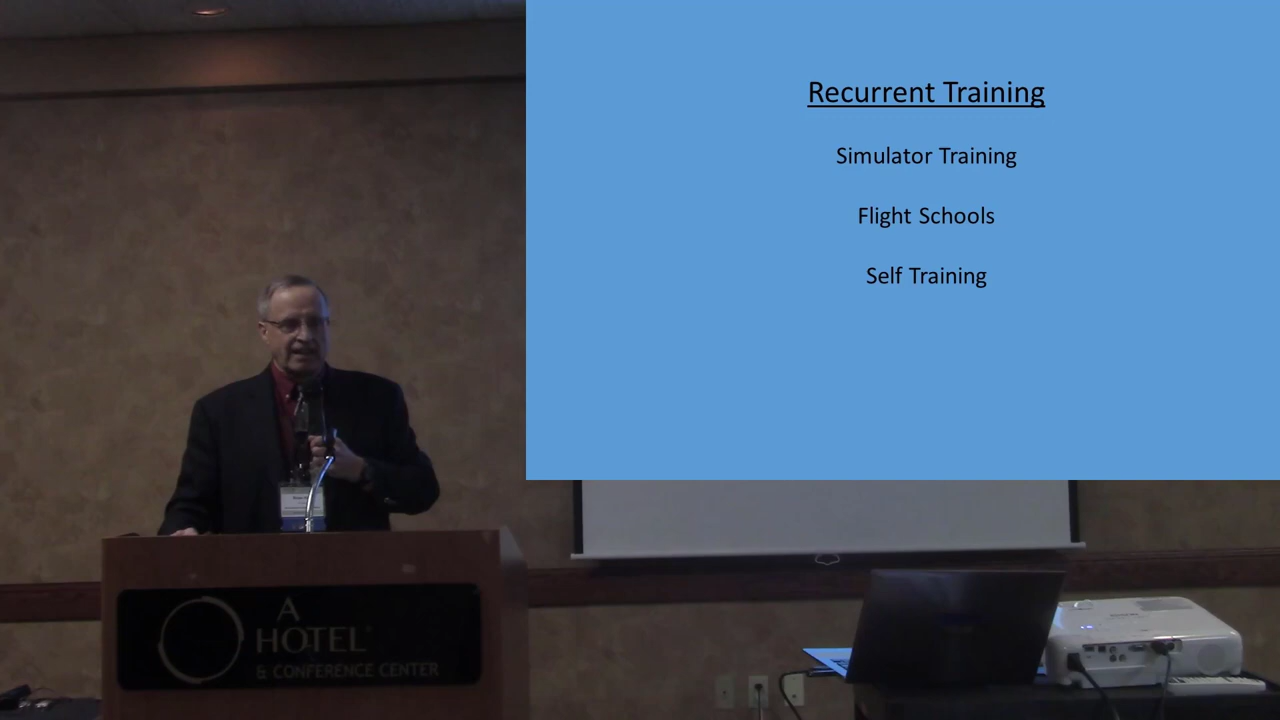 Recurrent Training
Simulator Training
Flight Schools
Self Training
A
HOTEL
& CONFERENCE CENTER